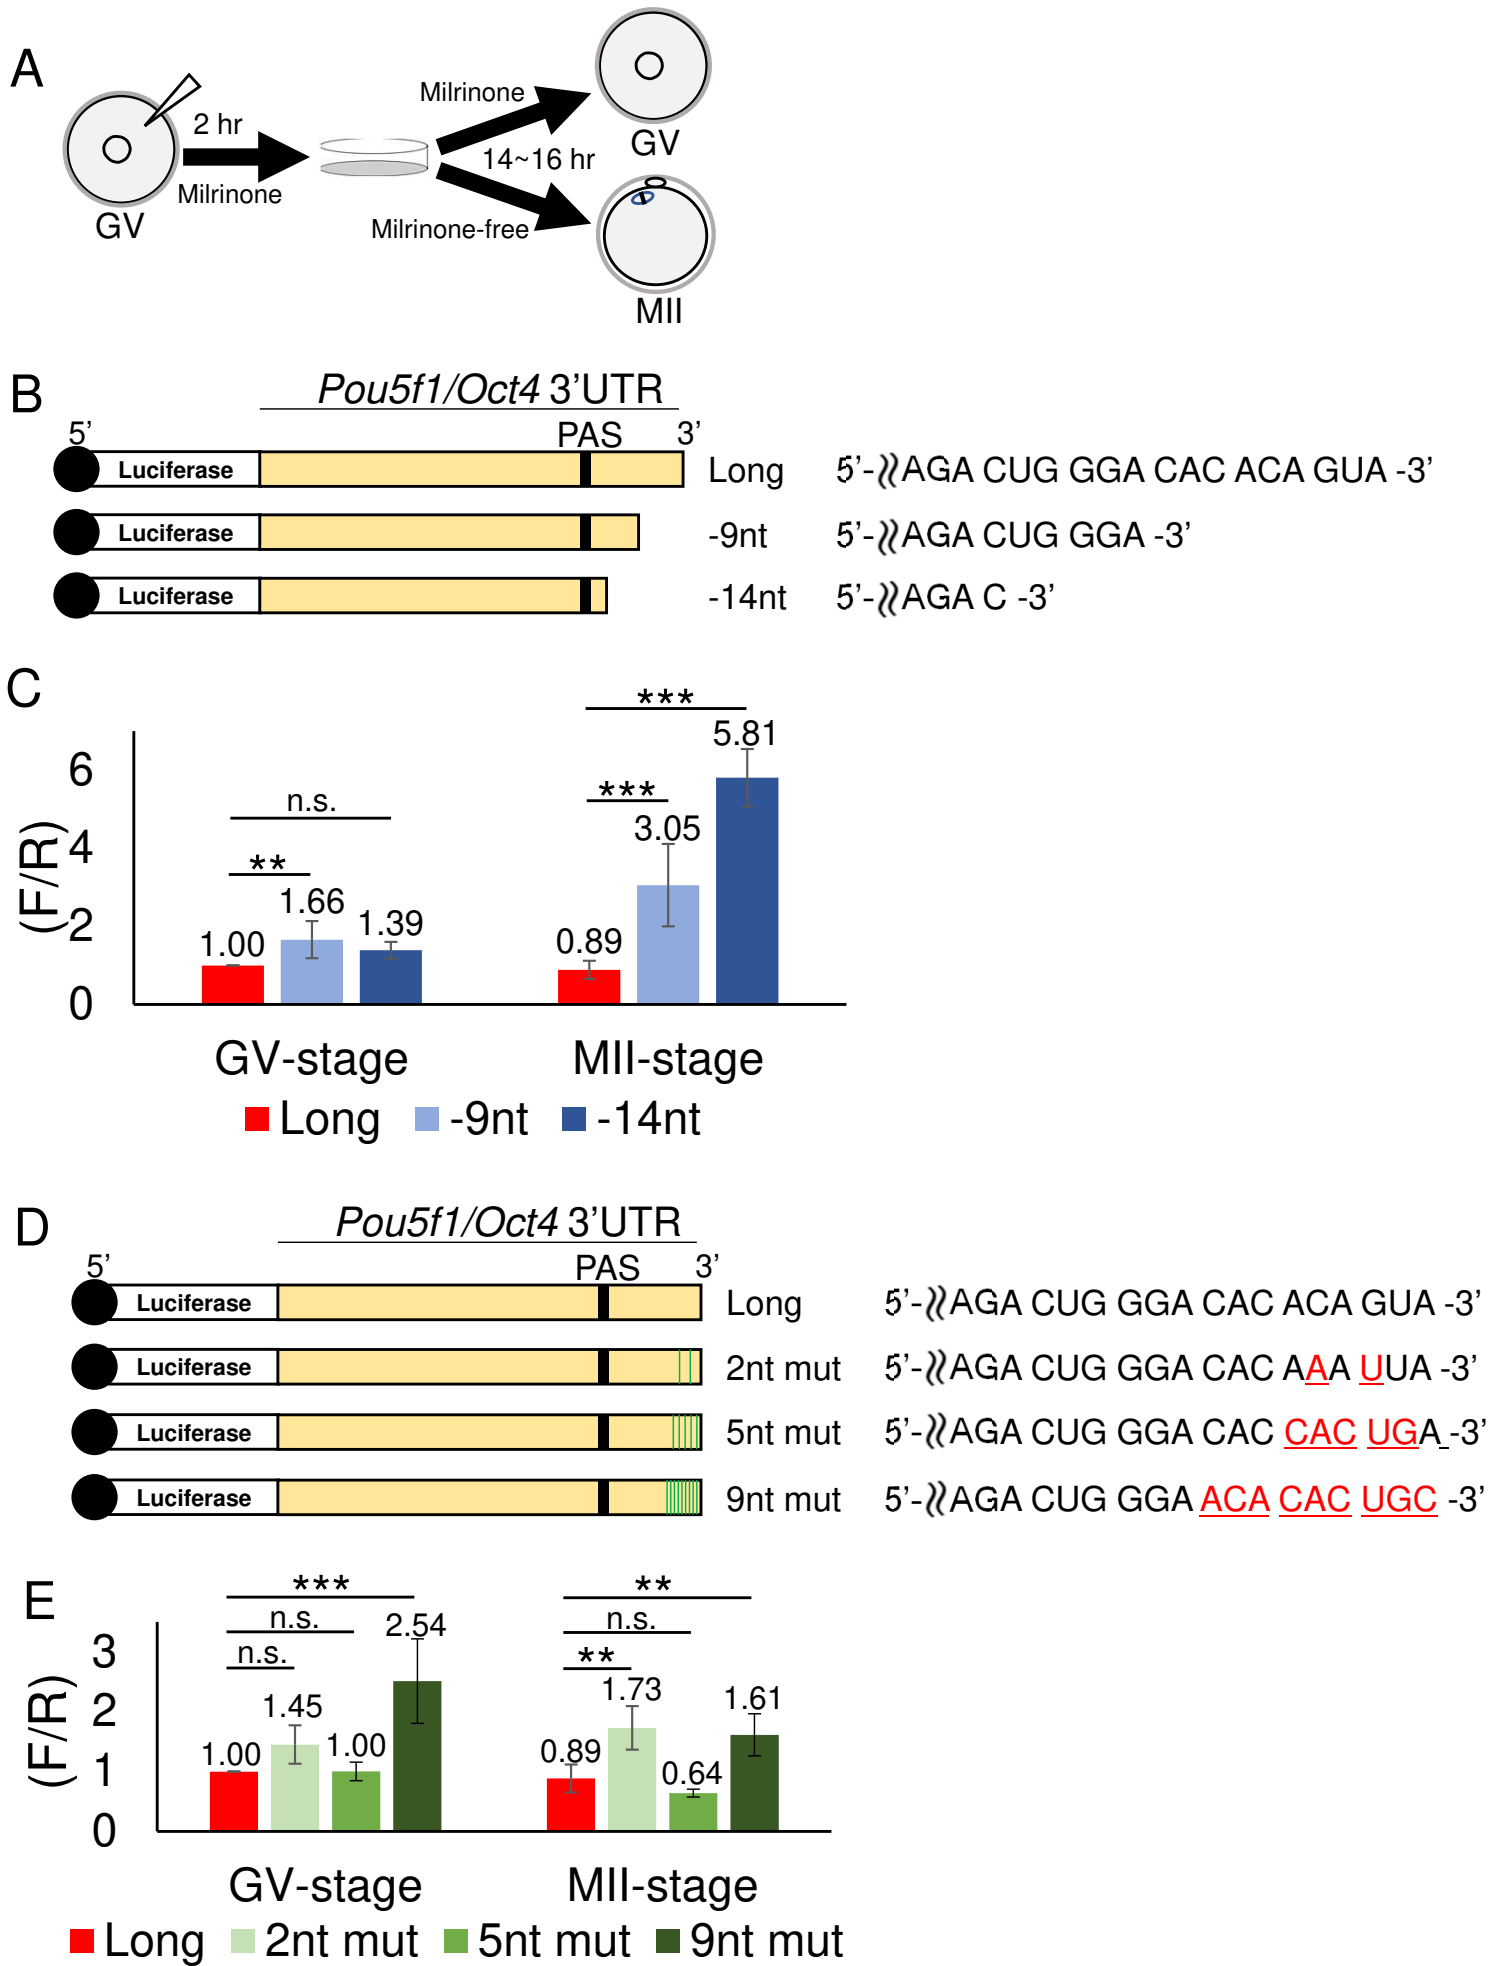 A
2 hr
Milrinone
GV
Milrinone
14~16 hr
Milrinone-free
GV
MII
B
Pou5f1/Oct4 3’UTR
5’ PAS 3’
Luciferase Long 5’- AGA CUG GGA CAC ACA GUA -3’
Luciferase -9nt 5’- AGA CUG GGA -3’
Luciferase -14nt 5’- AGA C -3’
C
(F/R)
6
4
2
0
n.s.
**
1.00 1.66 1.39
***
***
0.89 3.05 5.81
GV-stage MII-stage
Long -9nt -14nt
D
Pou5f1/Oct4 3’UTR
5’ PAS 3’
Luciferase Long 5’- AGA CUG GGA CAC ACA GUA -3’
Luciferase 2nt mut 5’- AGA CUG GGA CAC AAA UUA -3’
Luciferase 5nt mut 5’- AGA CUG GGA CAC CAC UGA -3’
Luciferase 9nt mut 5’- AGA CUG GGA ACA CAC UGC -3’
E
(F/R)
3
2
1
0
***
n.s.
n.s.
1.00 1.45 1.00 2.54
**
n.s.
**
0.89 1.73 0.64 1.61
GV-stage MII-stage
Long 2nt mut 5nt mut 9nt mut